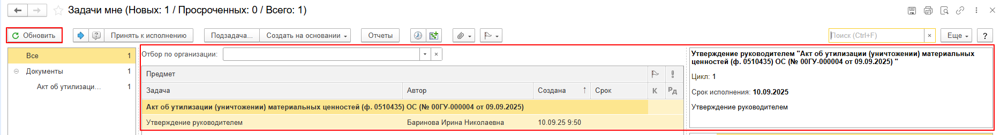 Задачи мне (Новых: 1 / Просроченных: 0 / Всего: 1)
Обновить Принять к исполнению Подзадача... Создать на основании Отчеты Поиск (Ctrl+F) × Еще ?
Все 1
Документы 1
Акт об утилизаци... 1
Отбор по организации: ×
Предмет
Задача Автор Создана ↑ Срок К Рд
Акт об утилизации (уничтожении) материальных ценностей (ф. 0510435) ОС (№ 00ГУ-000004 от 09.09.2025)
Утверждение руководителем Баринова Ирина Николаевна 10.09.25 9:50
Утверждение руководителем "Акт об утилизации (уничтожении) материальных
ценностей (ф. 0510435) ОС (№ 00ГУ-000004 от 09.09.2025) "
Цикл: 1
Срок исполнения: 10.09.2025
Утверждение руководителем